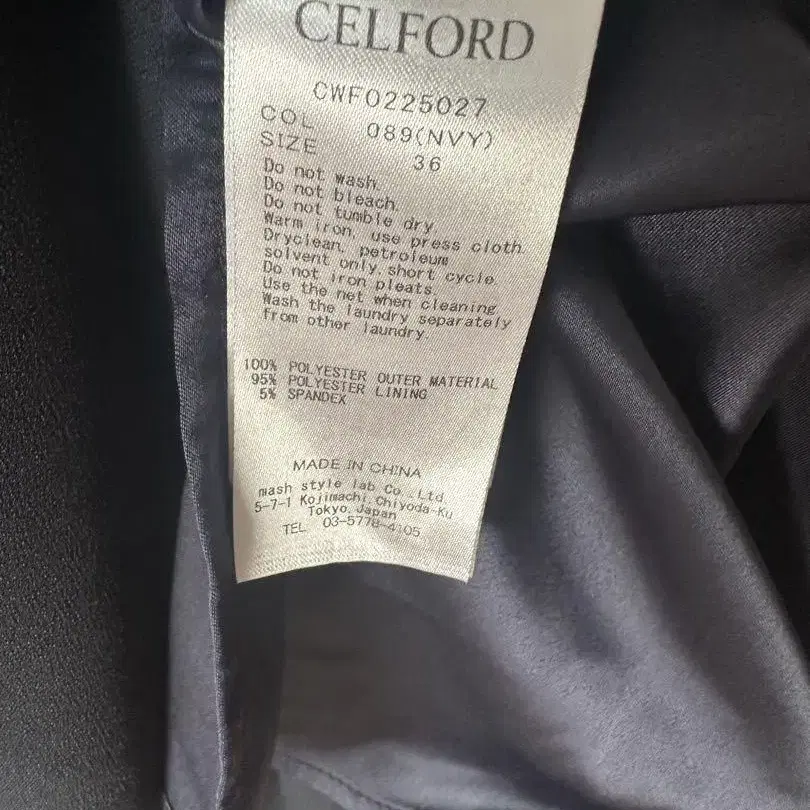 CELFORD
CWFO225027
COL 089(NVY)
SIZE 36
Do not wash.
Do not bleach.
Do not tumble dry.
Warm iron, use press cloth.
Dryclean, petroleum
solvent only, short cycle.
Do not iron pleats.
Use the net when cleaning.
Wash the laundry separately
from other laundry.
100% POLYESTER OUTER MATERIAL
95% POLYESTER LINING
5% SPANDEX
MADE IN CHINA
mash style lab Co., Ltd.
5-7-1 Kojimachi, Chiyoda-Ku
Tokyo, Japan
TEL 03-5778-4105